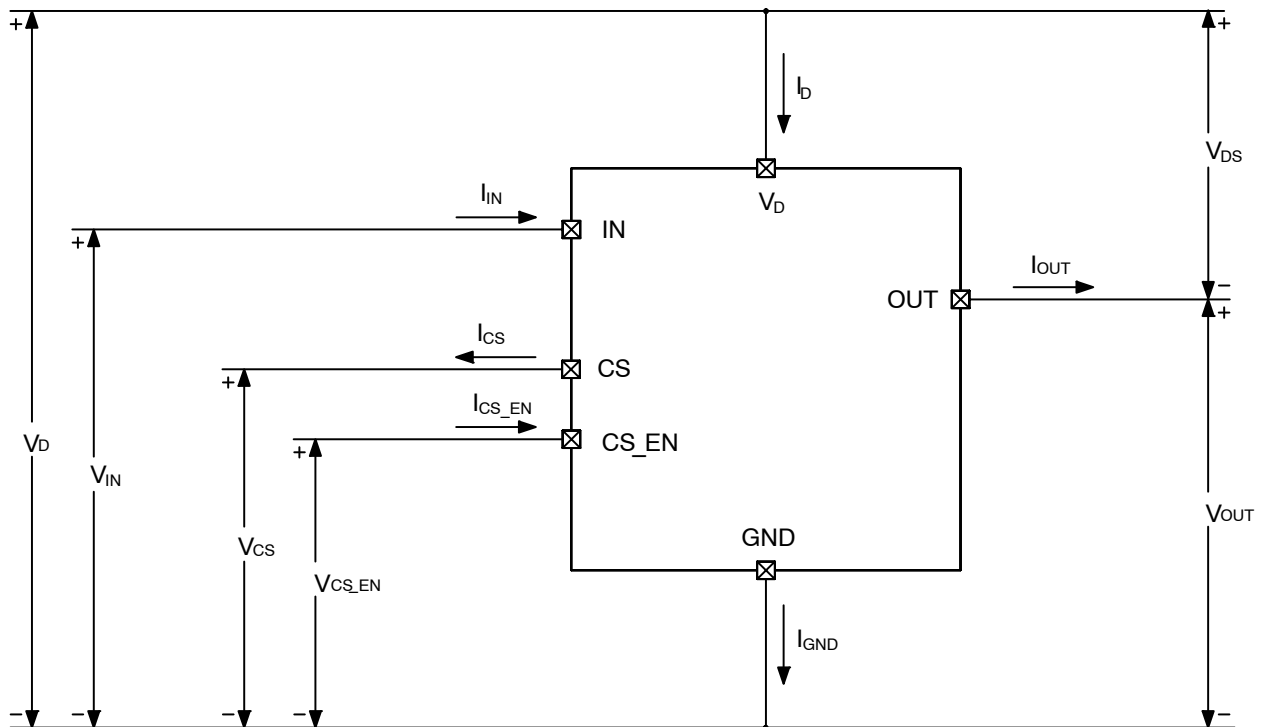 +
+
I_D
V_DS
I_IN
V_D
+
IN
I_OUT
OUT
−
+
I_CS
+
CS
I_CS_EN
V_D
+
CS_EN
V_IN
V_OUT
GND
V_CS
V_CS_EN
I_GND
− − − − −